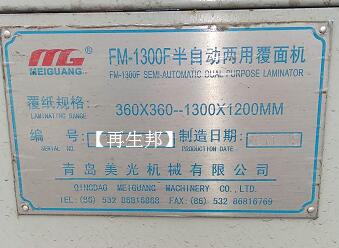 MG
MEIGUANG
FM-1300F半自动两用覆面机
FM-1300F SEMI-AUTOMATIC DUAL PURPOSE LAMINATOR
覆纸规格: 360X360--1300X1200MM
LAMINATING RANGE
编 号: 【再生邦】 制造日期:
SERIAL NO PRODUCTION DATE
青岛美光机械有限公司
QINGDAO MEIGUANG MACHINERY CO., LTD.
TEL:(86) 532 86816868 FAX:(86) 532 86816769